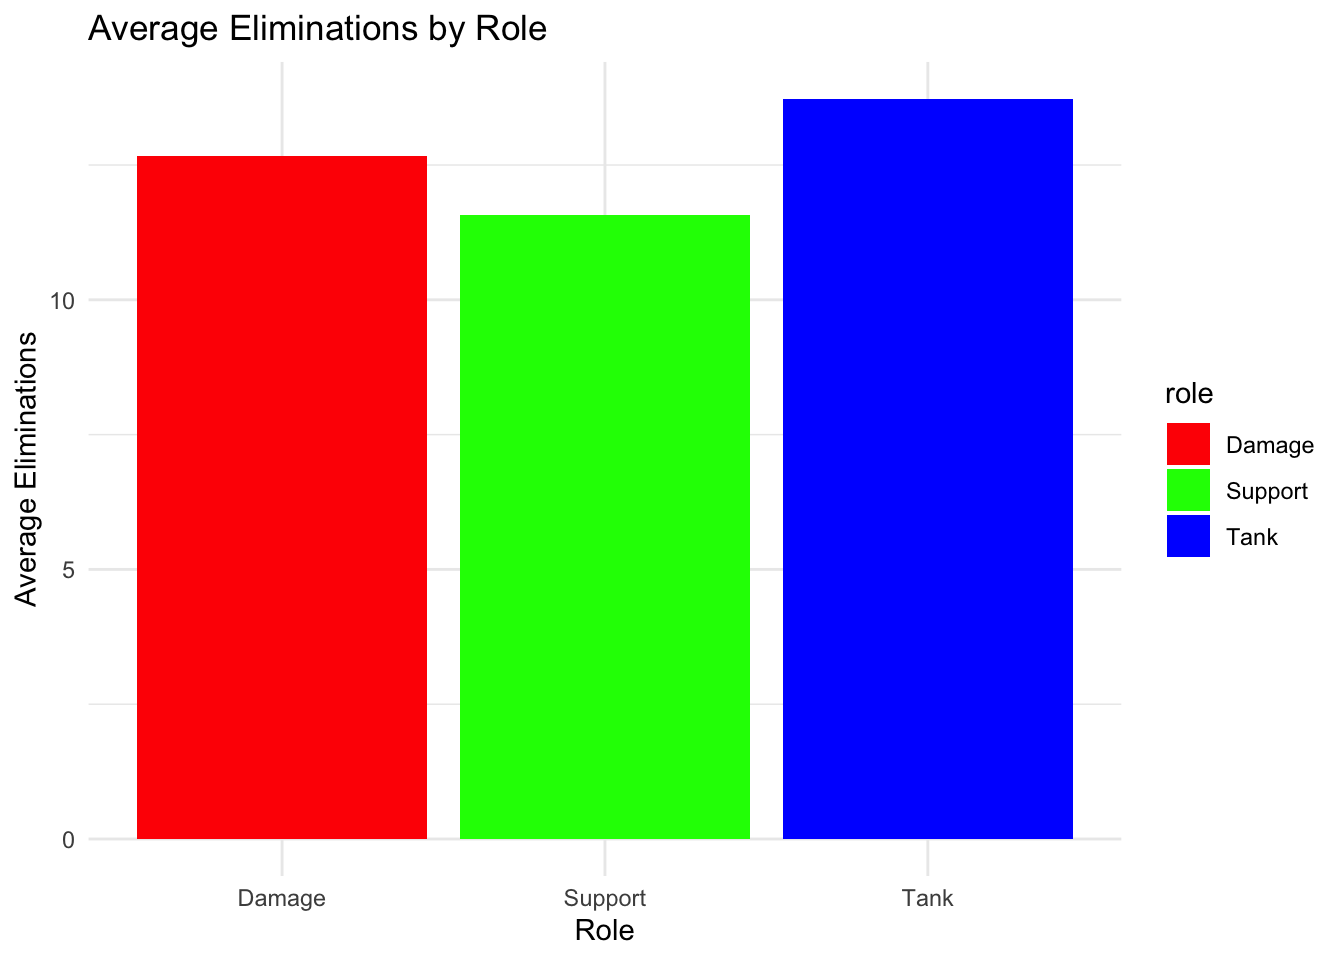 Average Eliminations by Role
Average Eliminations
10
5
0
Damage
Support
Tank
Role
role
Damage
Support
Tank